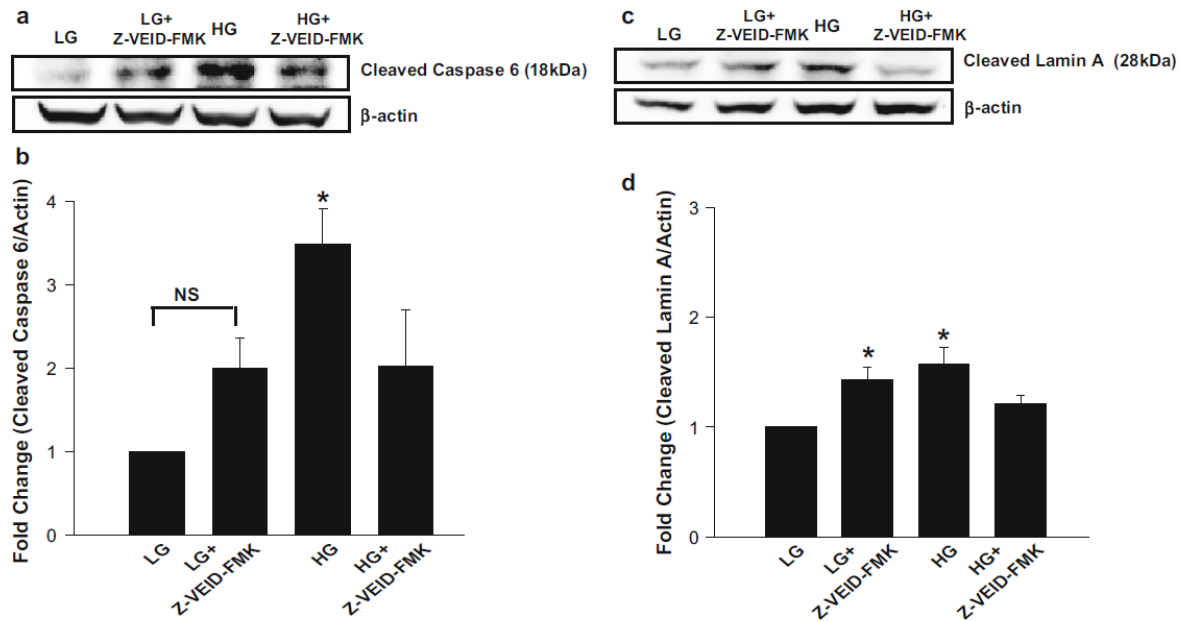 a
LG
LG+
Z-VEID-FMK
HG
HG+
Z-VEID-FMK
Cleaved Caspase 6 (18kDa)
β-actin
b
Fold Change (Cleaved Caspase 6/Actin)
4
3
2
1
0
NS
*
LG
LG+
Z-VEID-FMK
HG
HG+
Z-VEID-FMK
c
LG
LG+
Z-VEID-FMK
HG
HG+
Z-VEID-FMK
Cleaved Lamin A (28kDa)
β-actin
d
Fold Change (Cleaved Lamin A/Actin)
3
2
1
0
*
*
LG
LG+
Z-VEID-FMK
HG
HG+
Z-VEID-FMK